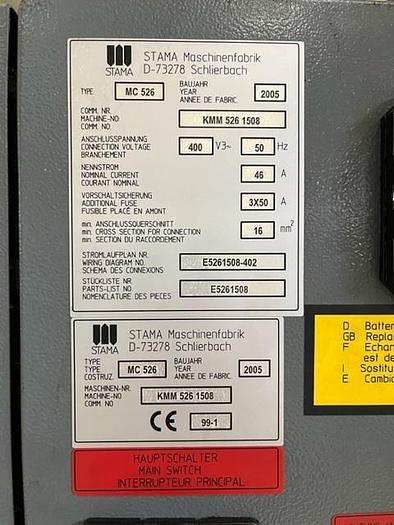 STAMA
STAMA Maschinenfabrik
D-73278 Schlierbach
TYPE MC 526 BAUJAHR YEAR ANNEE DE FABRIC. 2005
COMM. NR.
MACHINE-NO KMM 526 1508
COMM. NO.
ANSCHLUSSPANNUNG
CONNECTION VOLTAGE 400 V3~ 50 Hz
BRANCHEMENT
NENNSTROM
NOMINAL CURRENT 46 A
COURANT NOMINAL
VORSCHALTSICHERUNG
ADDITIONAL FUSE 3X50 A
FUSIBLE PLACÉ EN AMONT
min. ANSCHLUSSQUERSCHNITT
min. CROSS SECTION FOR CONNECTION 16 mm²
min. SECTION DU RACCORDEMENT
STROMLAUFPLAN NR.
WIRING DIAGRAM NO. E5261508-402
SCHEMA DES CONNEXIONS
STÜCKLISTE NR
PARTS-LIST NO. E5261508
NOMENCLATURE DES PIECES
STAMA
STAMA Maschinenfabrik
D-73278 Schlierbach
TYPE BAUJAHR
TYPE MC 526 YEAR 2005
COSTRUZ. ANNEE DE FABRIC.
MASCHINEN-NR.
MACHINE-NO KMM 526 1508
COMM. NO
CE 99-1
HAUPTSCHALTER
MAIN SWITCH
INTERRUPTEUR PRINCIPAL
D Batter
GB Repla
F Echan
est de
I Sostitu
E Cambio